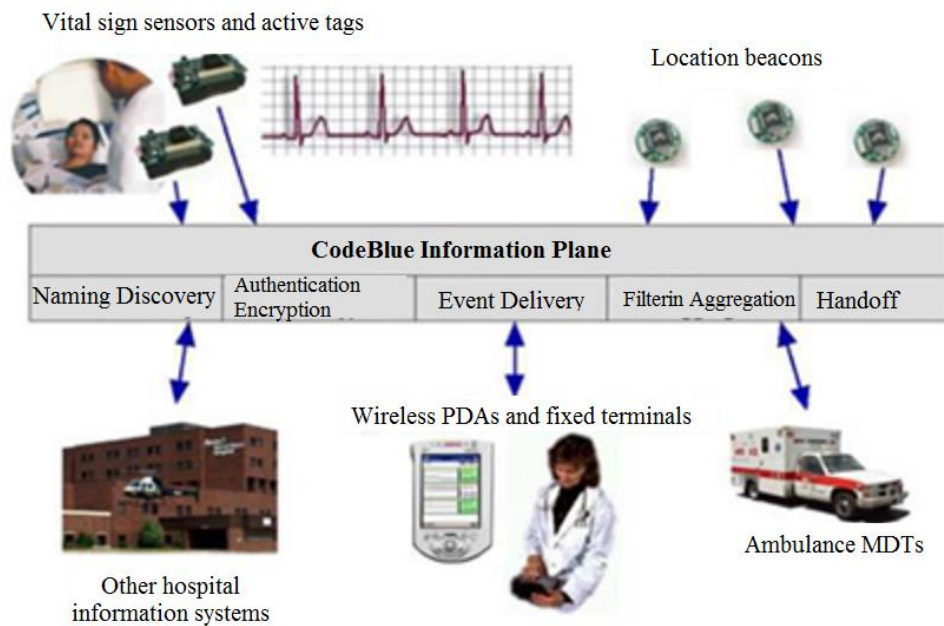 Vital sign sensors and active tags
Location beacons
CodeBlue Information Plane
Naming Discovery
Authentication
Encryption
Event Delivery
Filterin Aggregation
Handoff
Wireless PDAs and fixed terminals
Ambulance MDTs
Other hospital
information systems